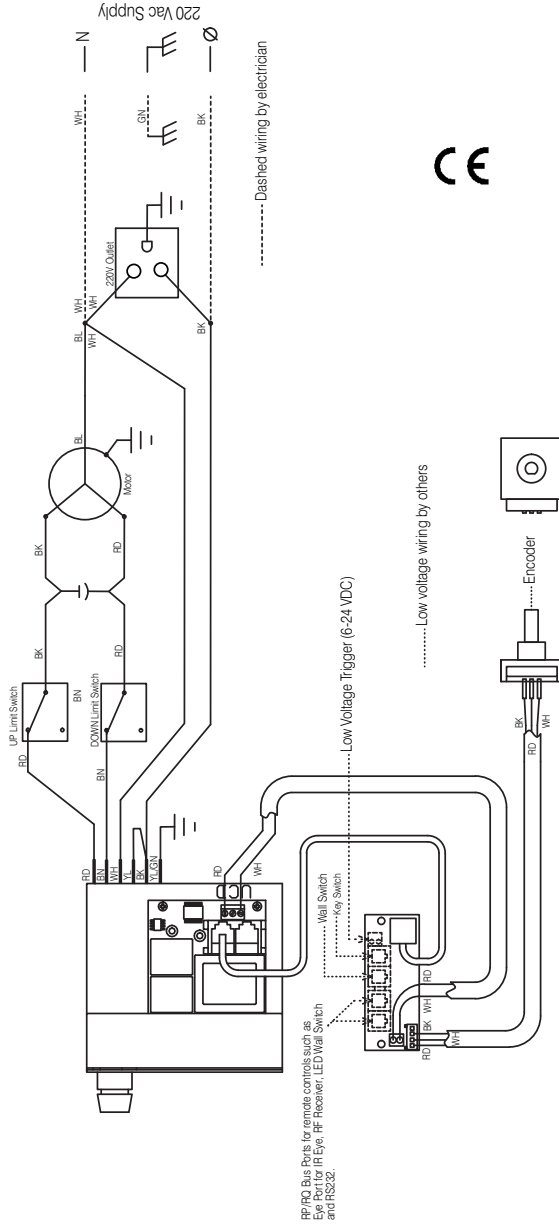 220 Vac Supply
N
Ø
WH
GN
BK
Dashed wiring by electrician
CE
220V Outlet
WH
WH
BL
WH
BK
BL
Motor
BK
RD
BK
RD
UP Limit Switch
BN
DOWN Limit Switch
RD
BN
RD
BN
WH
YL
BK
YL/GN
RD
WH
Low Voltage Trigger (6-24 VDC)
Low voltage wiring by others
Wall Switch
Key Switch
RP/RQ Bus Ports for remote controls such as
Eye Port for IR Eye, RF Receiver, LED Wall Switch
and RS232.
RD
WH
BK
RD
WH
Encoder
BK
RD
WH